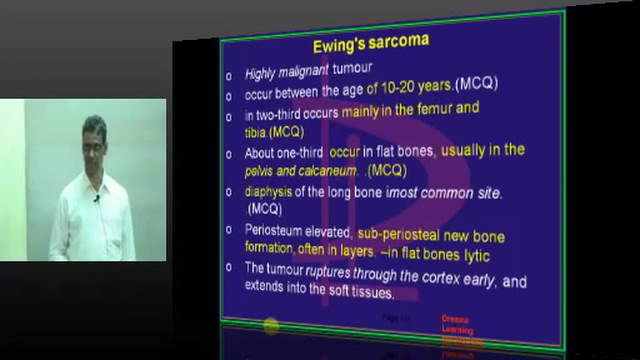 Ewing's sarcoma
o Highly malignant tumour
o occur between the age of 10-20 years.(MCQ)
o in two-third occurs mainly in the femur and
tibia.(MCQ)
o About one-third occur in flat bones, usually in the
pelvis and calcaneum. .(MCQ)
o diaphysis of the long bone imost common site.
.(MCQ)
o Periosteum elevated, sub-periosteal new bone
formation, often in layers. –in flat bones lytic
o The tumour ruptures through the cortex early, and
extends into the soft tissues.
Page
Learning